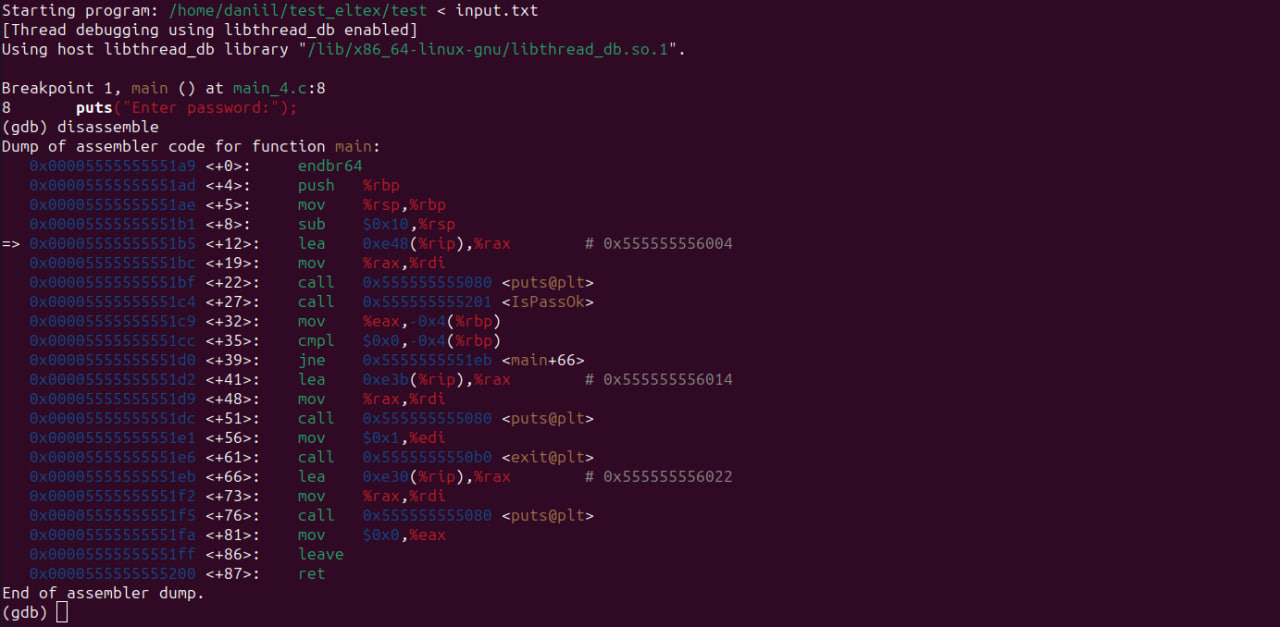 Starting program: /home/daniil/test_eltex/test < input.txt
[Thread debugging using libthread_db enabled]
Using host libthread_db library "/lib/x86_64-linux-gnu/libthread_db.so.1".

Breakpoint 1, main () at main_4.c:8
8       puts("Enter password:");
(gdb) disassemble
Dump of assembler code for function main:
   0x00005555555551a9 <+0>:     endbr64
   0x00005555555551ad <+4>:     push   %rbp
   0x00005555555551ae <+5>:     mov    %rsp,%rbp
   0x00005555555551b1 <+8>:     sub    $0x10,%rsp
=> 0x00005555555551b5 <+12>:    lea    0xe48(%rip),%rax        # 0x555555556004
   0x00005555555551bc <+19>:    mov    %rax,%rdi
   0x00005555555551bf <+22>:    call   0x555555555080 <puts@plt>
   0x00005555555551c4 <+27>:    call   0x555555555201 <IsPassOk>
   0x00005555555551c9 <+32>:    mov    %eax,-0x4(%rbp)
   0x00005555555551cc <+35>:    cmpl   $0x0,-0x4(%rbp)
   0x00005555555551d0 <+39>:    jne    0x5555555551eb <main+66>
   0x00005555555551d2 <+41>:    lea    0xe3b(%rip),%rax        # 0x555555556014
   0x00005555555551d9 <+48>:    mov    %rax,%rdi
   0x00005555555551dc <+51>:    call   0x555555555080 <puts@plt>
   0x00005555555551e1 <+56>:    mov    $0x1,%edi
   0x00005555555551e6 <+61>:    call   0x5555555550b0 <exit@plt>
   0x00005555555551eb <+66>:    lea    0xe30(%rip),%rax        # 0x555555556022
   0x00005555555551f2 <+73>:    mov    %rax,%rdi
   0x00005555555551f5 <+76>:    call   0x555555555080 <puts@plt>
   0x00005555555551fa <+81>:    mov    $0x0,%eax
   0x00005555555551ff <+86>:    leave
   0x0000555555555200 <+87>:    ret
End of assembler dump.
(gdb)